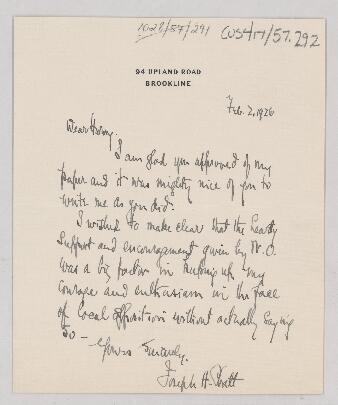 1028/57/291
CUS417/57.292
94 UPLAND ROAD
BROOKLINE
Feb. 2, 1926
Dear Harvey.
I am glad you approved of my
paper and it was mighty nice of you to
write me as you did.
I wished to make clear that the hearty
support and encouragement given by W.O.
was a big factor in putting up my
courage and enthusiasm in the face
of local opposition without actually saying
so —
Yours Sincerely,
Joseph H. Pratt